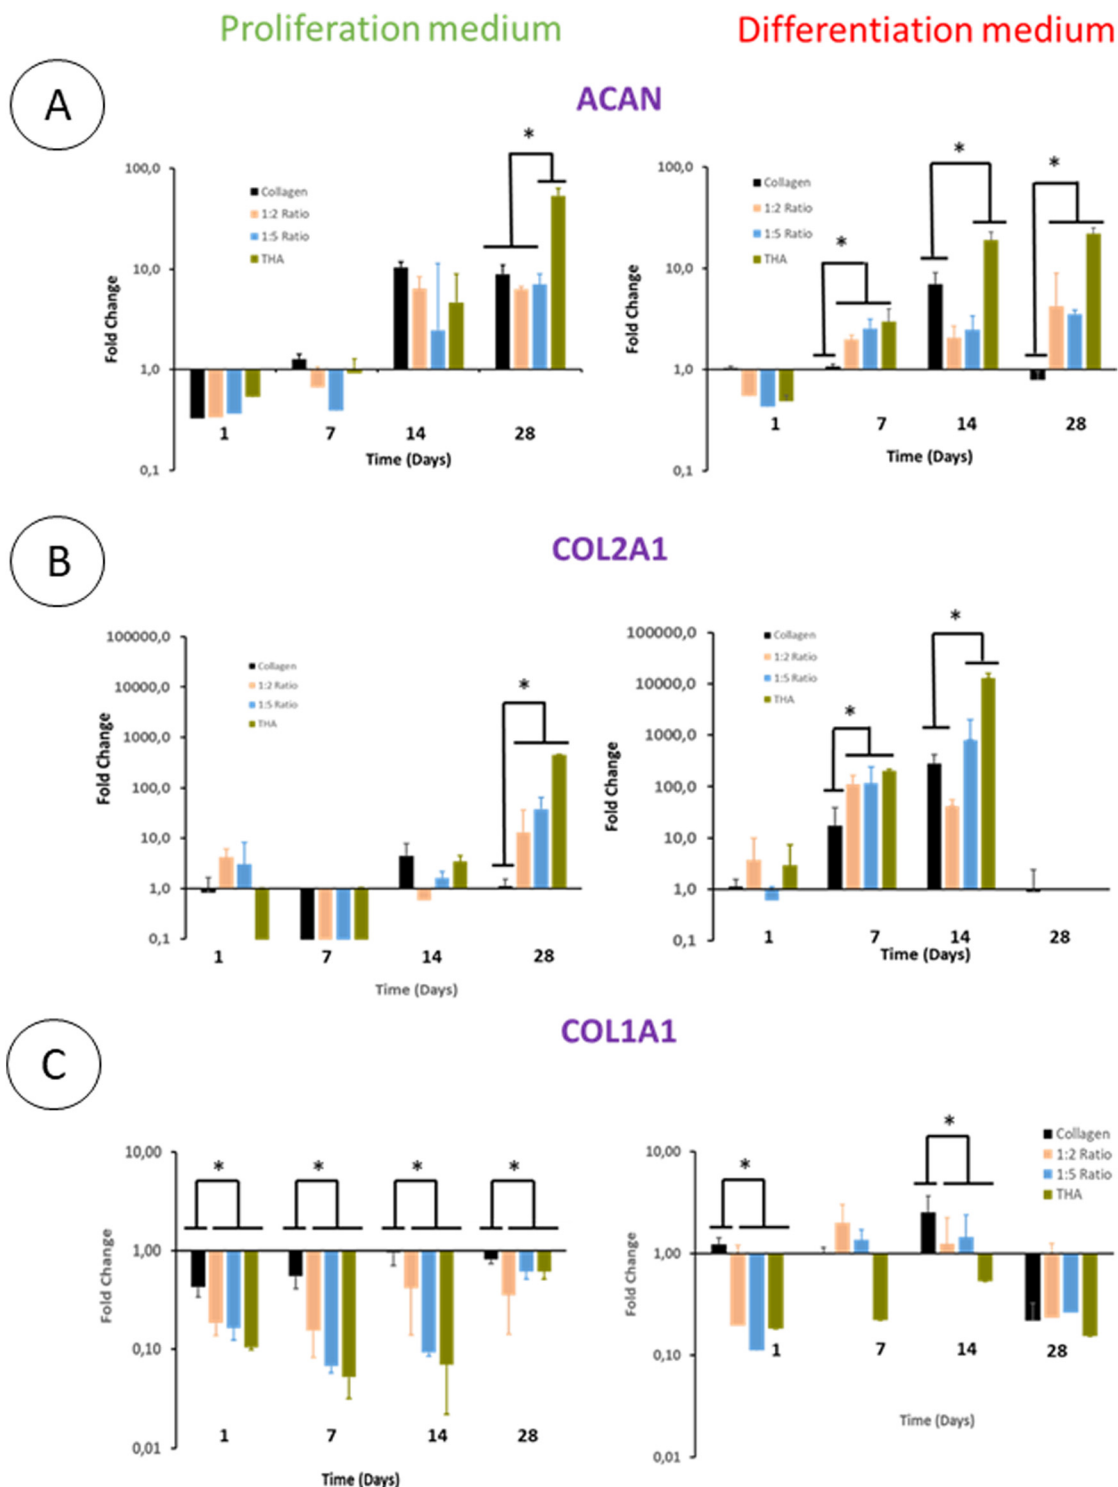 Proliferation medium
Differentiation medium
A
ACAN
*
100,0
10,0
1,0
0,1
Fold Change
Collagen
1:2 Ratio
1:5 Ratio
THA
1 7 14 28
Time (Days)
* * *
100,0
10,0
1,0
0,1
Fold Change
Collagen
1:2 Ratio
1:5 Ratio
THA
1 7 14 28
Time (Days)
B
COL2A1
*
100000,0
10000,0
1000,0
100,0
10,0
1,0
0,1
Fold Change
Collagen
1:2 Ratio
1:5 Ratio
THA
1 7 14 28
Time (Days)
* *
100000,0
10000,0
1000,0
100,0
10,0
1,0
0,1
Fold Change
Collagen
1:2 Ratio
1:5 Ratio
THA
1 7 14 28
Time (Days)
C
COL1A1
* * * *
10,00
1,00
0,10
0,01
Fold Change
1 7 14 28
Time (Days)
* *
10,00
1,00
0,10
0,01
Fold Change
Collagen
1:2 Ratio
1:5 Ratio
THA
1 7 14 28
Time (Days)